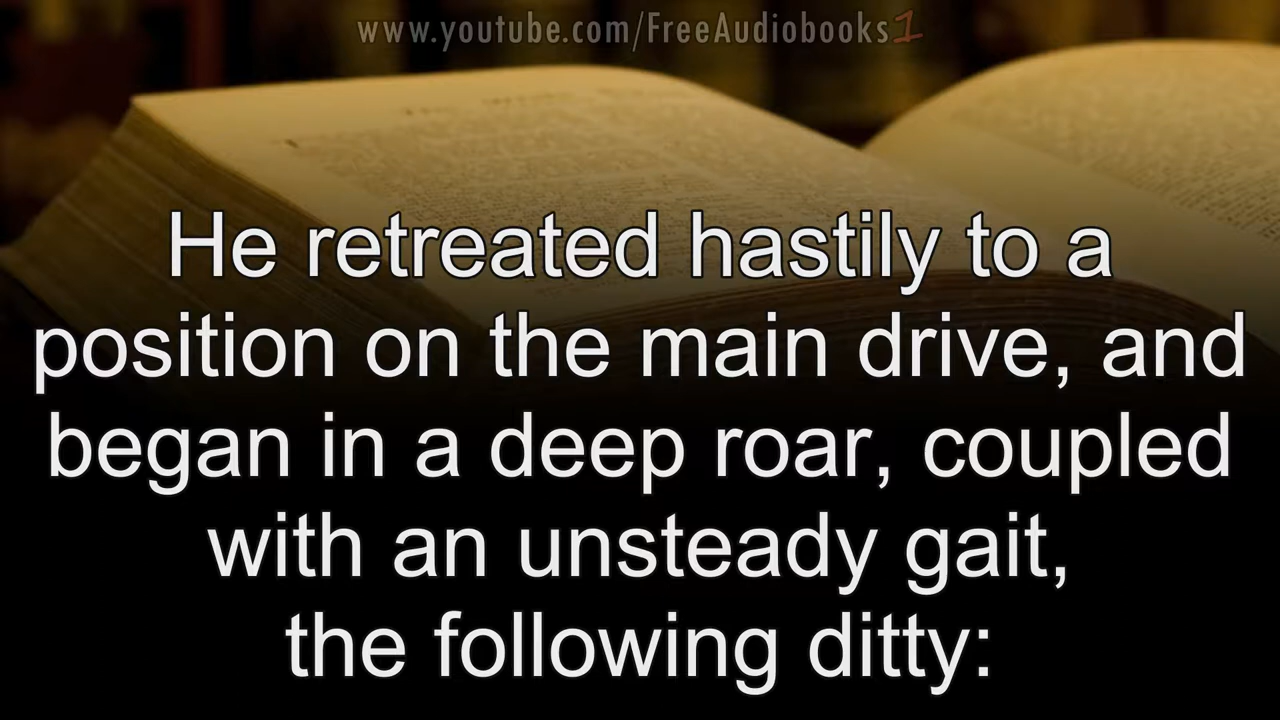 www.youtube.com/FreeAudiobooks1
He retreated hastily to a
position on the main drive, and
began in a deep roar, coupled
with an unsteady gait,
the following ditty: